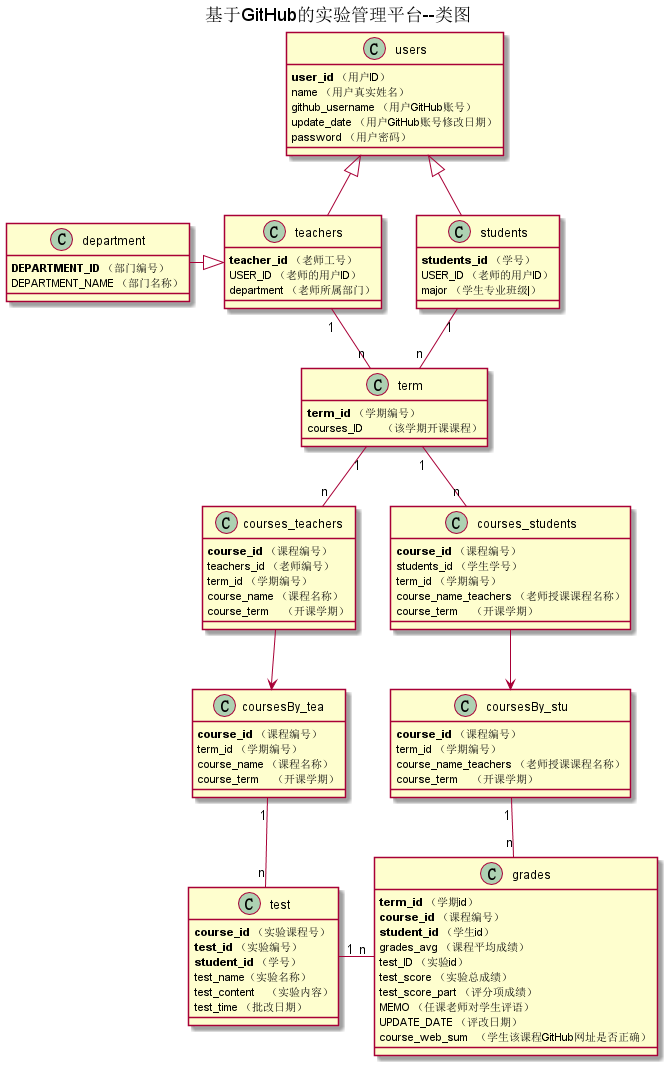 基于GitHub的实验管理平台--类图
C users
user_id （用户ID）
name （用户真实姓名）
github_username （用户GitHub账号）
update_date （用户GitHub账号修改日期）
password （用户密码）
C department
DEPARTMENT_ID （部门编号）
DEPARTMENT_NAME （部门名称）
C teachers
teacher_id （老师工号）
USER_ID （老师的用户ID）
department （老师所属部门）
C students
students_id （学号）
USER_ID （老师的用户ID）
major （学生专业班级|）
1
1
n
n
C term
term_id （学期编号）
courses_ID （该学期开课课程）
1
1
n
n
C courses_teachers
course_id （课程编号）
teachers_id （老师编号）
term_id （学期编号）
course_name （课程名称）
course_term （开课学期）
C courses_students
course_id （课程编号）
students_id （学生学号）
term_id （学期编号）
course_name_teachers （老师授课课程名称）
course_term （开课学期）
C coursesBy_tea
course_id （课程编号）
term_id （学期编号）
course_name （课程名称）
course_term （开课学期）
C coursesBy_stu
course_id （课程编号）
term_id （学期编号）
course_name_teachers （老师授课课程名称）
course_term （开课学期）
1
1
n
n
C test
course_id （实验课程号）
test_id （实验编号）
student_id （学号）
test_name（实验名称）
test_content （实验内容）
test_time （批改日期）
1 n
C grades
term_id （学期id）
course_id （课程编号）
student_id （学生id）
grades_avg （课程平均成绩）
test_ID （实验id）
test_score （实验总成绩）
test_score_part （评分项成绩）
MEMO （任课老师对学生评语）
UPDATE_DATE （评改日期）
course_web_sum （学生该课程GitHub网址是否正确）